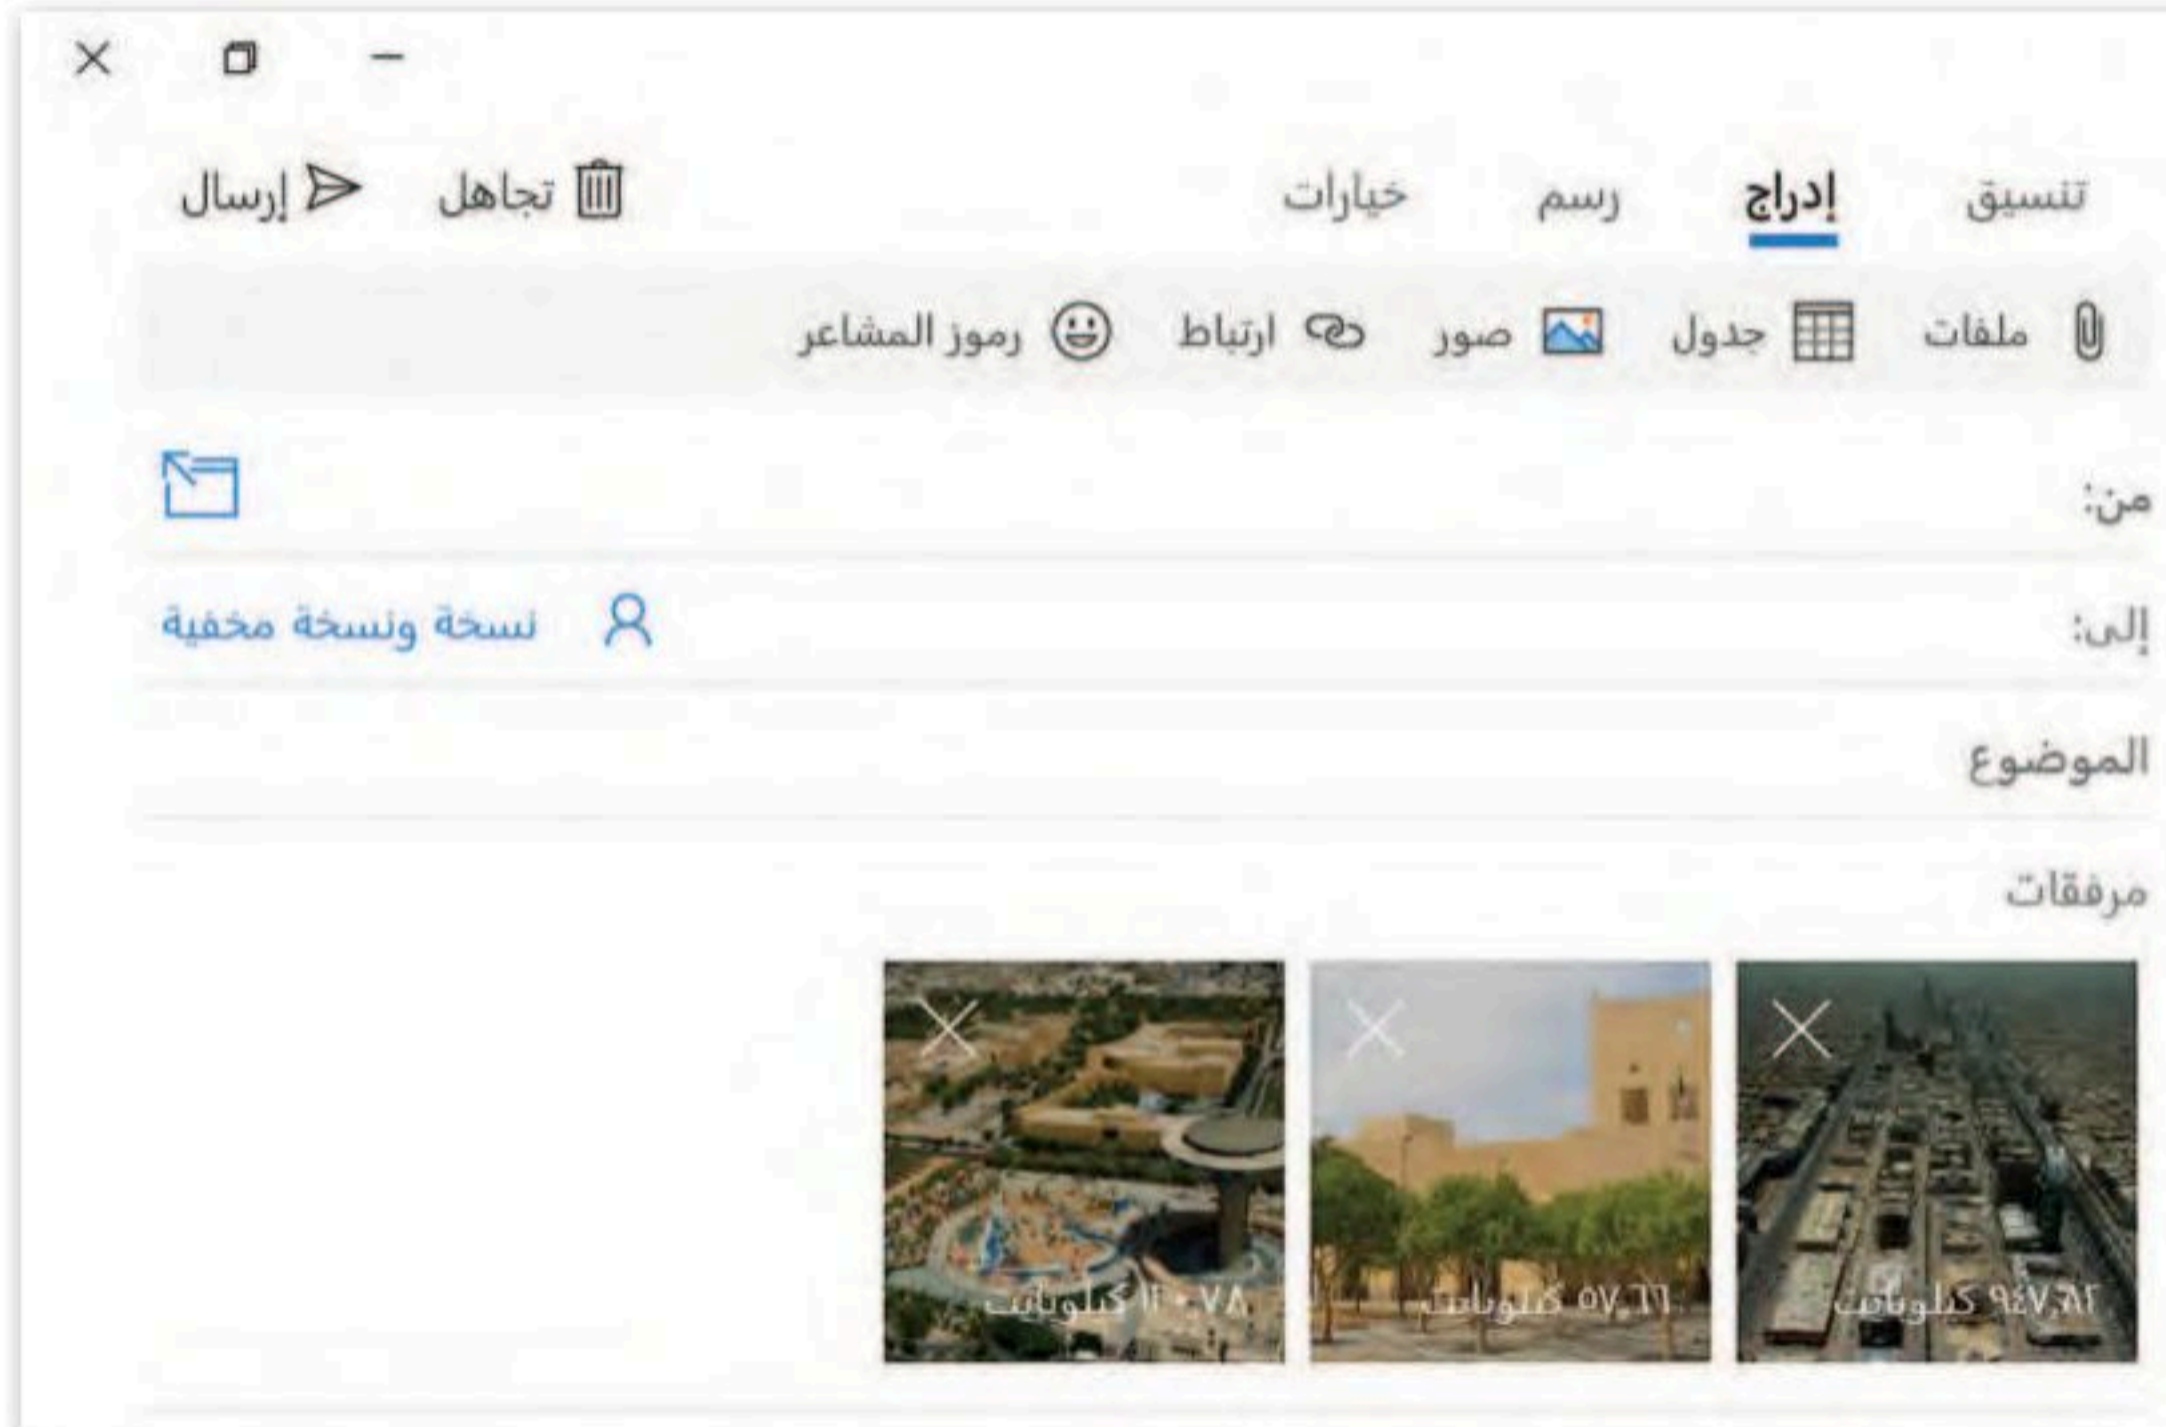 تنسيق إدراج رسم خيارات تجاهل إرسال
ملفات جدول صور ارتباط رموز المشاعر
من:
إلى: نسخة ونسخة مخفية
الموضوع
مرفقات
٩٤٧,٨٢ كيلوبايت ٥٧,٦٦ كيلوبايت كيلوبايت